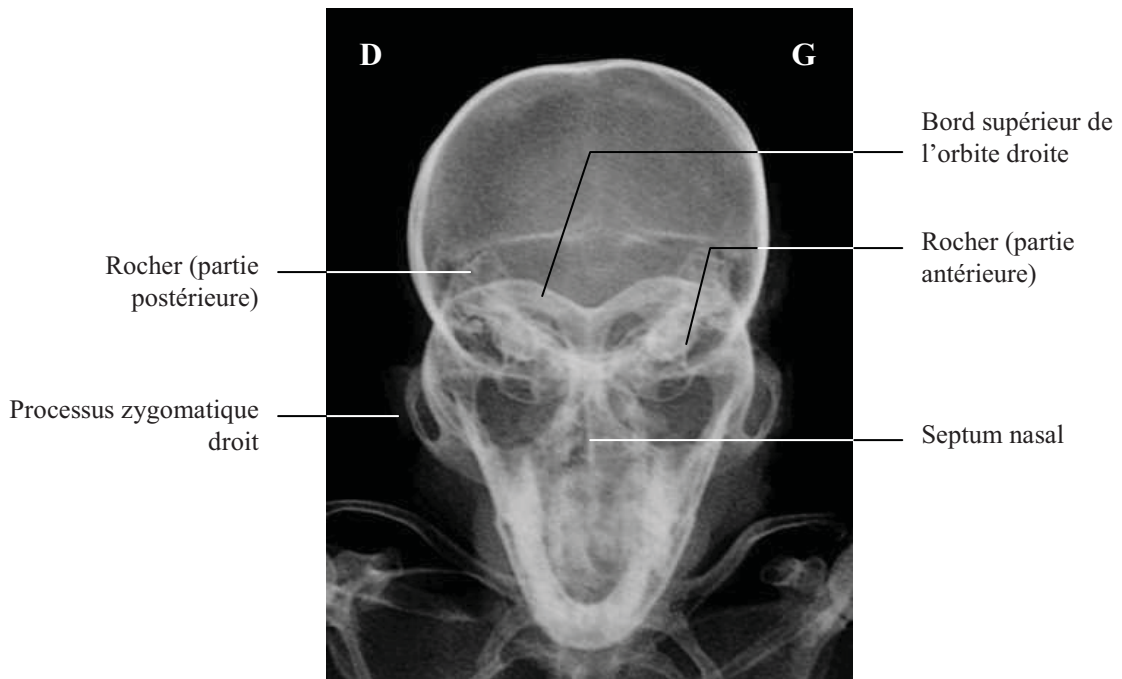 D
G
Bord supérieur de
l’orbite droite
Rocher (partie
postérieure)
Rocher (partie
antérieure)
Processus zygomatique
droit
Septum nasal